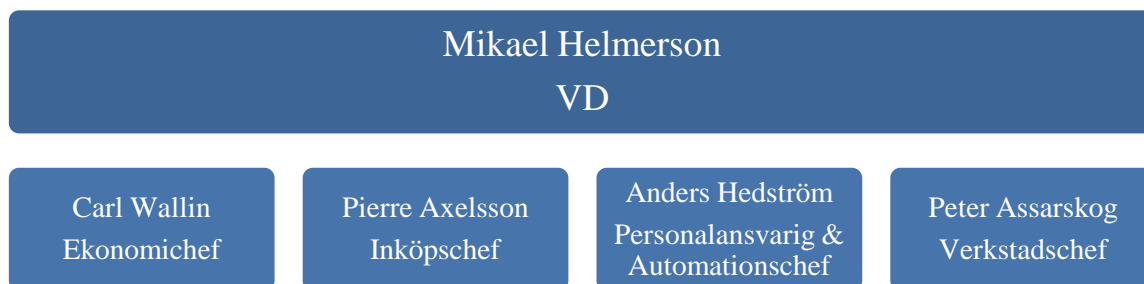 Mikael Helmerson
VD
Carl Wallin
Ekonomichef
Pierre Axelsson
Inköpschef
Anders Hedström
Personalansvarig &
Automationschef
Peter Assarskog
Verkstadschef